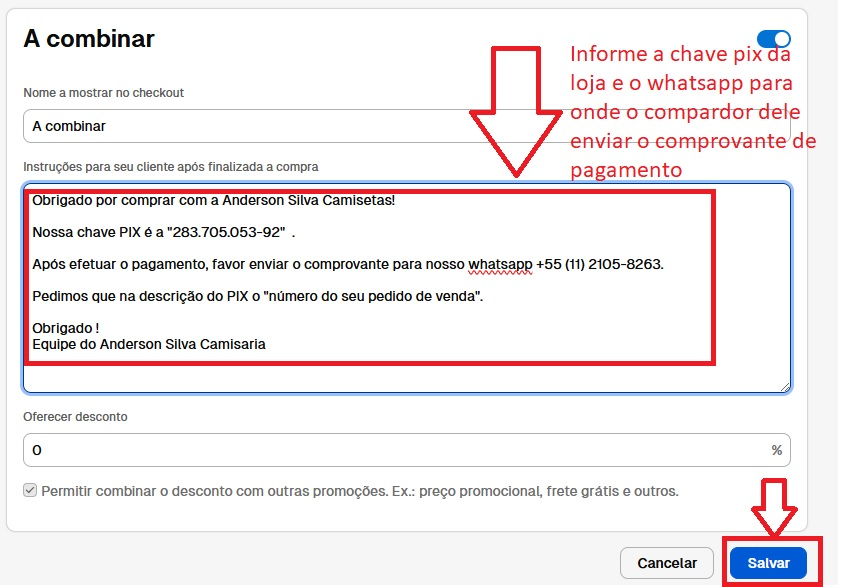 A combinar
Informe a chave pix da
loja e o whatsapp para
onde o compardor dele
enviar o comprovante de
pagamento
Nome a mostrar no checkout
A combinar
Instruções para seu cliente após finalizada a compra
Obrigado por comprar com a Anderson Silva Camisetas!
Nossa chave PIX é a "283.705.053-92" .
Após efetuar o pagamento, favor enviar o comprovante para nosso whatsapp +55 (11) 2105-8263.
Pedimos que na descrição do PIX o "número do seu pedido de venda".
Obrigado !
Equipe do Anderson Silva Camisaria
Oferecer desconto
0
%
Permitir combinar o desconto com outras promoções. Ex.: preço promocional, frete grátis e outros.
Cancelar
Salvar